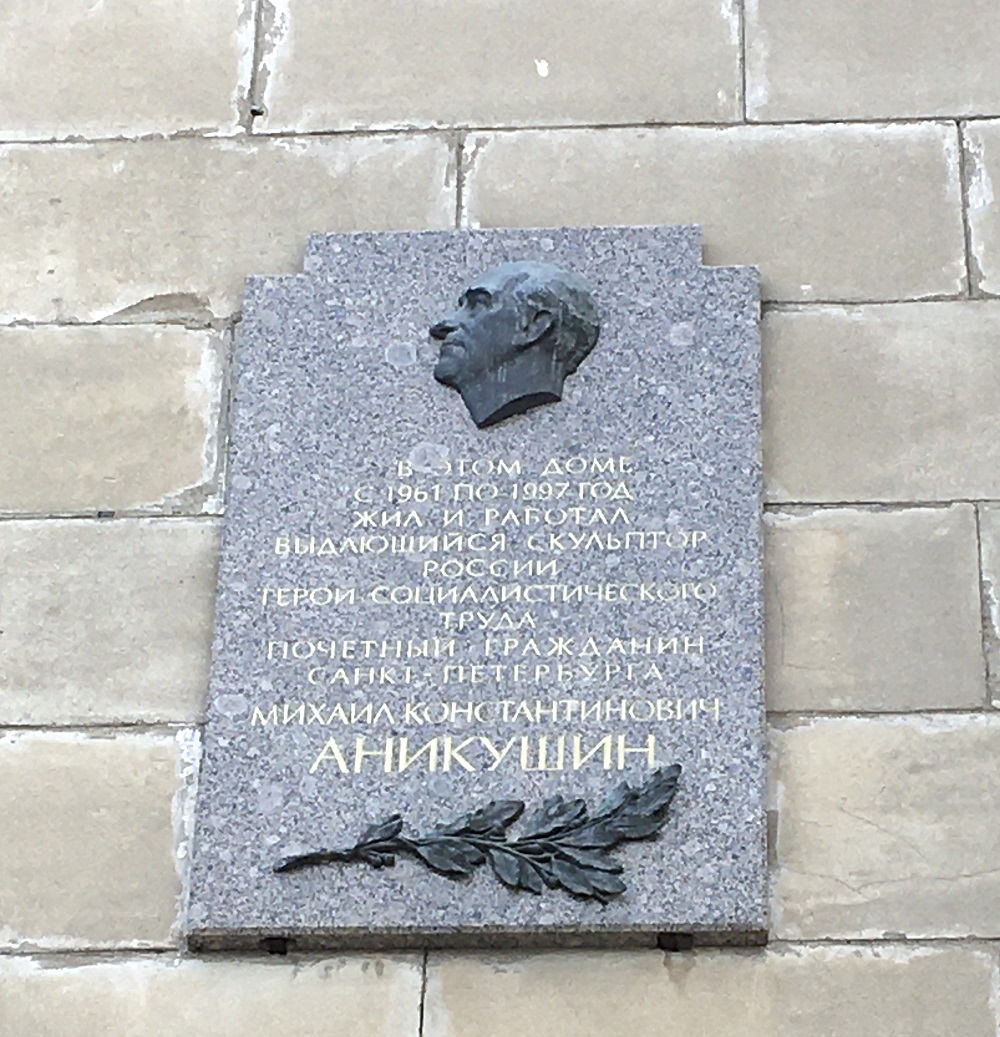 В ЭТОМ ДОМЕ
С 1961 ПО 1997 ГОД
ЖИЛ И РАБОТАЛ
ВЫДАЮЩИЙСЯ СКУЛЬПТОР
РОССИИ
ГЕРОЙ СОЦИАЛИСТИЧЕСКОГО
ТРУДА
ПОЧЕТНЫЙ ГРАЖДАНИН
САНКТ-ПЕТЕРБУРГА
МИХАИЛ КОНСТАНТИНОВИЧ
АНИКУШИН